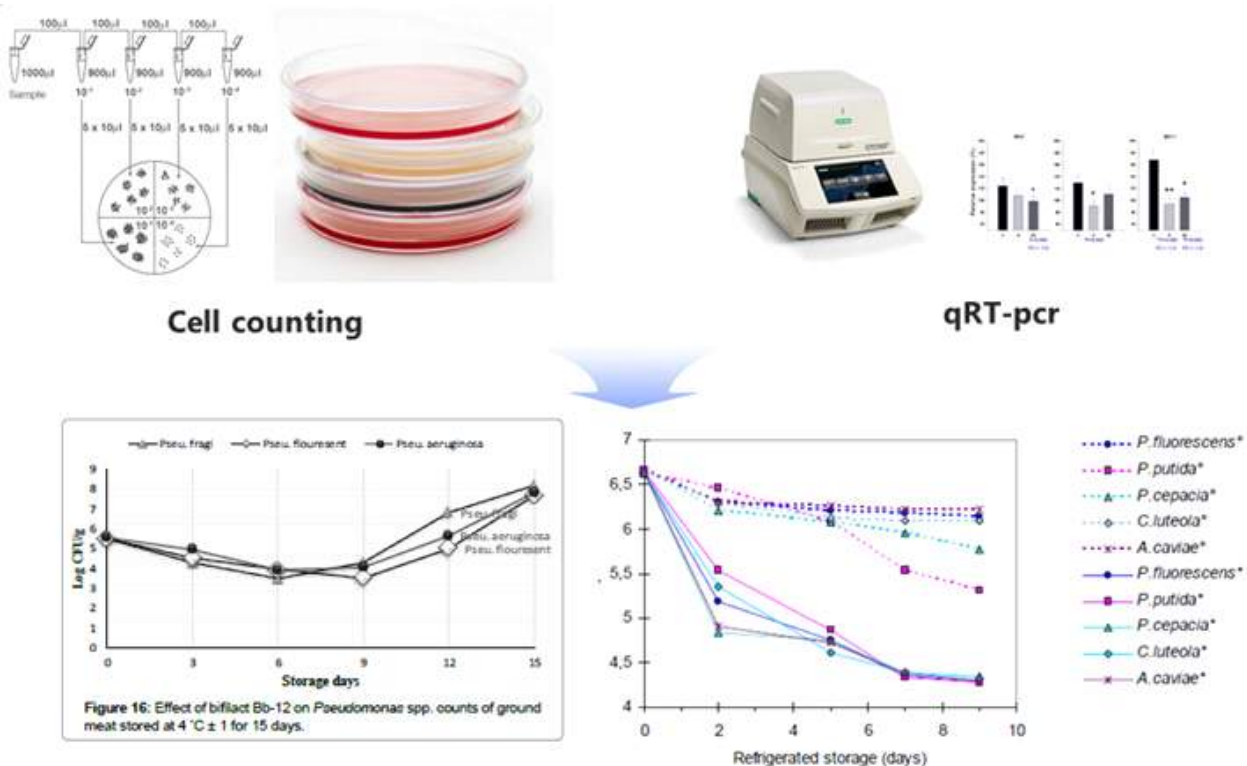 100µl 100µl 100µl 100µl
1000µl 900µl 900µl 900µl 900µl
Sample 10⁻¹ 10⁻² 10⁻³ 10⁻⁴
5 x 10µl 5 x 10µl 5 x 10µl 5 x 10µl
Cell counting
qRT-pcr
Pseu. fragi Pseu. flouresent Pseu. aeruginosa
9
8
7
6
5
4
3
2
1
0
Log CFU/g
Pseu. fragi
Pseu. aeruginosa
Pseu. flouresent
0 3 6 9 12 15
Storage days
Figure 16: Effect of bifilact Bb-12 on Pseudomonas spp. counts of ground
meat stored at 4 °C ± 1 for 15 days.
7
6,5
6
5,5
5
4,5
4
0 2 4 6 8 10
Refrigerated storage (days)
P.fluorescens*
P.putida*
P.cepacia*
C.luteola*
A.caviae*
P.fluorescens*
P.putida*
P.cepacia*
C.luteola*
A.caviae*